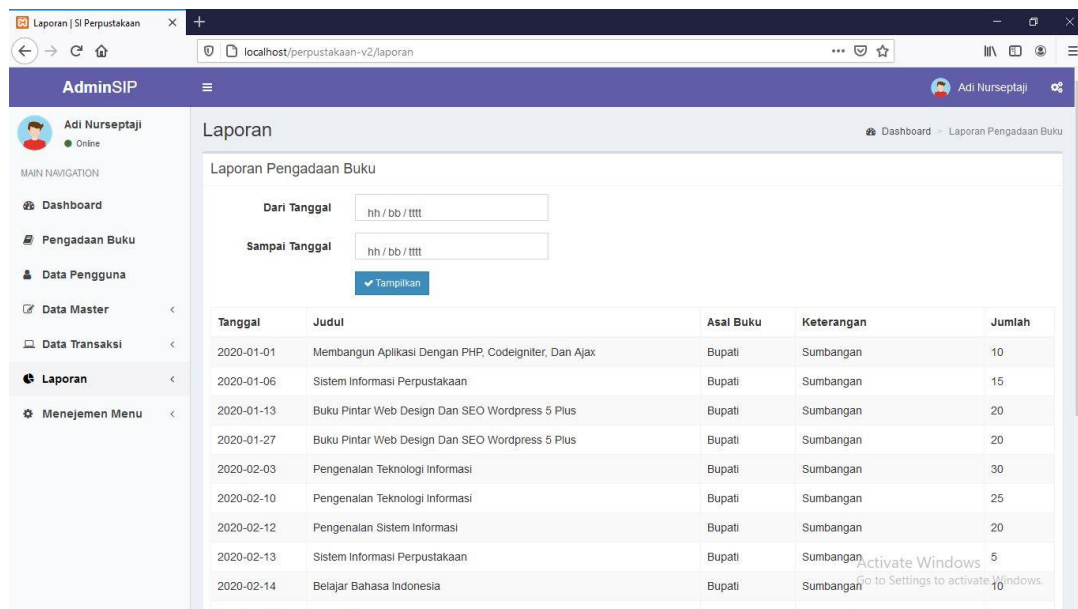 Laporan | SI Perpustakaan
localhost/perpustakaan-v2/laporan
AdminSIP
Adi Nurseptaji
Adi Nurseptaji
Online
MAIN NAVIGATION
Dashboard
Pengadaan Buku
Data Pengguna
Data Master
Data Transaksi
Laporan
Menejemen Menu
Laporan
Dashboard > Laporan Pengadaan Buku
Laporan Pengadaan Buku
Dari Tanggal hh / bb / tttt
Sampai Tanggal hh / bb / tttt
Tampilkan
Tanggal Judul Asal Buku Keterangan Jumlah
2020-01-01 Membangun Aplikasi Dengan PHP, Codeigniter, Dan Ajax Bupati Sumbangan 10
2020-01-06 Sistem Informasi Perpustakaan Bupati Sumbangan 15
2020-01-13 Buku Pintar Web Design Dan SEO Wordpress 5 Plus Bupati Sumbangan 20
2020-01-27 Buku Pintar Web Design Dan SEO Wordpress 5 Plus Bupati Sumbangan 20
2020-02-03 Pengenalan Teknologi Informasi Bupati Sumbangan 30
2020-02-10 Pengenalan Teknologi Informasi Bupati Sumbangan 25
2020-02-12 Pengenalan Sistem Informasi Bupati Sumbangan 20
2020-02-13 Sistem Informasi Perpustakaan Bupati Sumbangan 5
2020-02-14 Belajar Bahasa Indonesia Bupati Sumbangan 10
Activate Windows
Go to Settings to activate Windows.